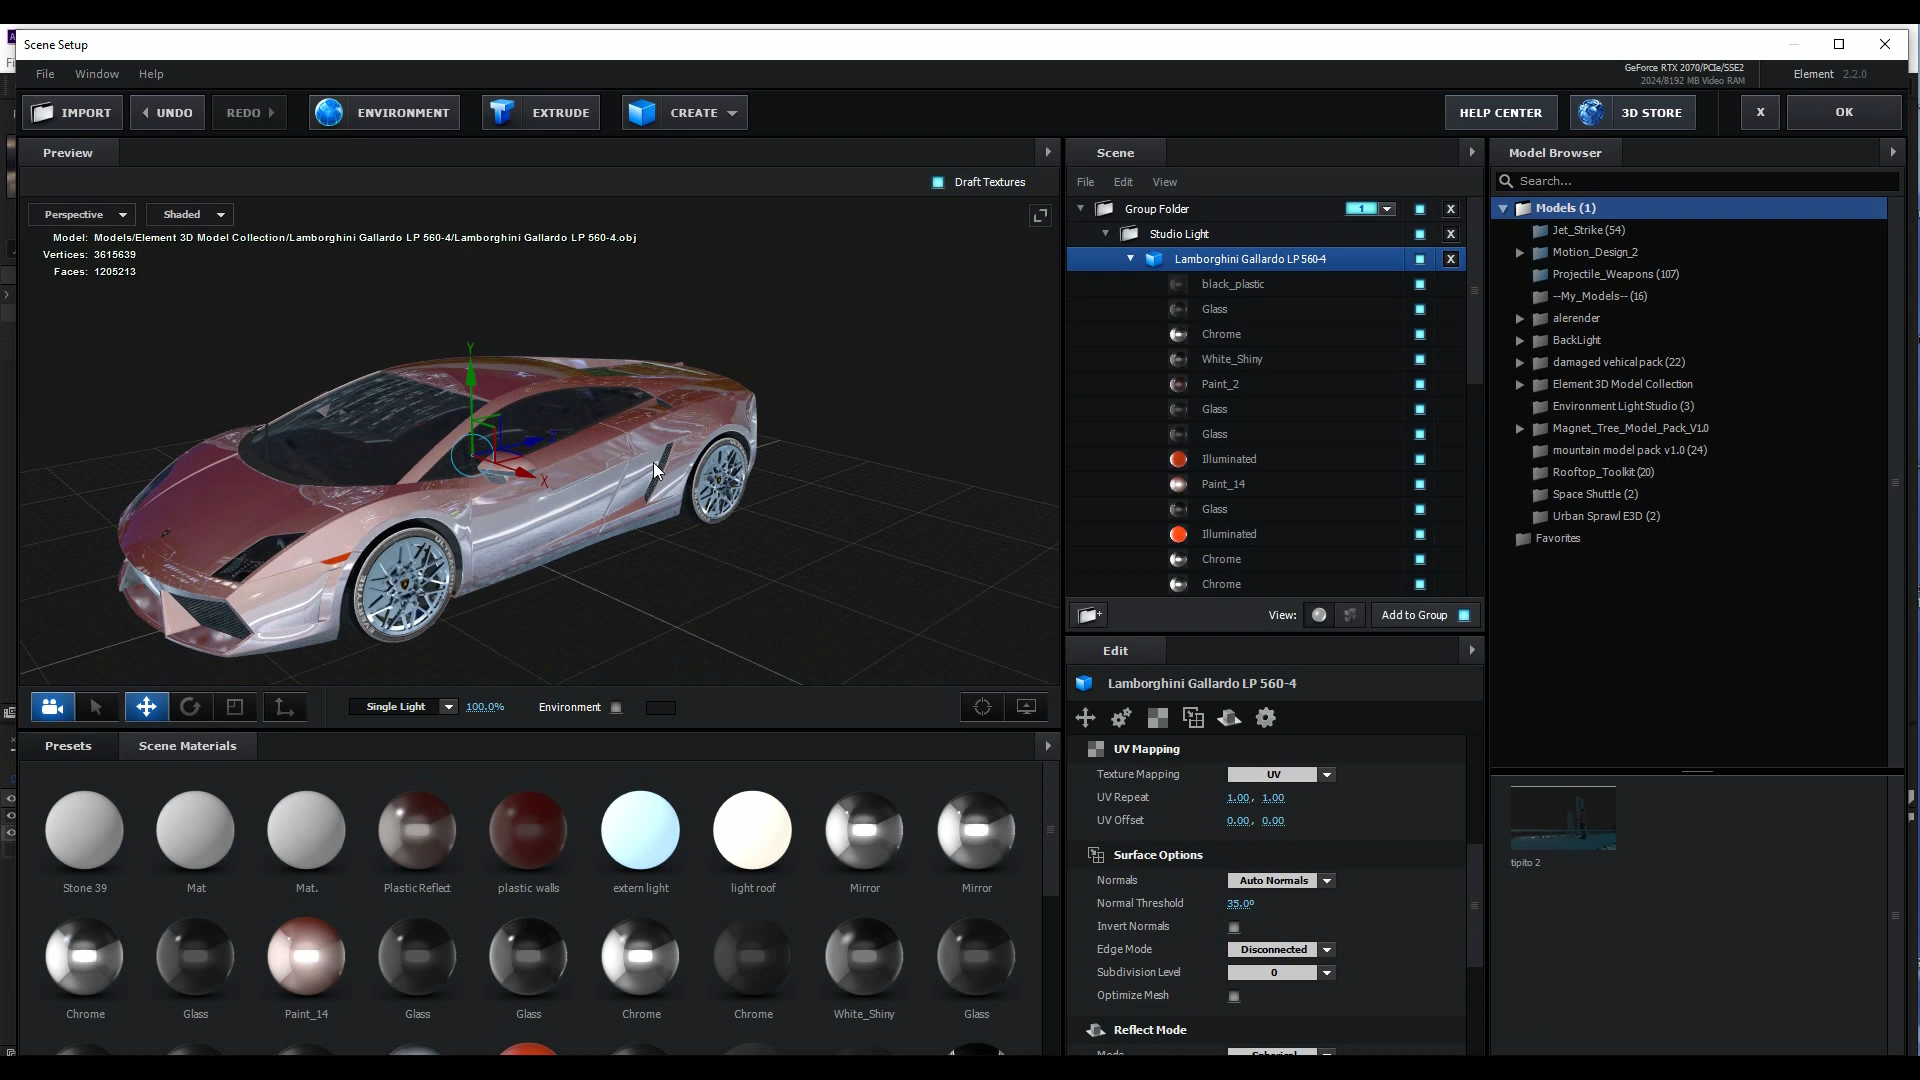 Scene Setup
File Window Help
GeForce RTX 2070/PCIe/SSE2
2024/8192 MB Video RAM
Element 2.2.0
IMPORT
UNDO
REDO
ENVIRONMENT
EXTRUDE
CREATE
HELP CENTER
3D STORE
X
OK
Preview
Draft Textures
Perspective
Shaded
Model: Models/Element 3D Model Collection/Lamborghini Gallardo LP 560-4/Lamborghini Gallardo LP 560-4.obj
Vertices: 3615639
Faces: 1205213
Y
Z
X
Single Light
100.0%
Environment
Presets
Scene Materials
Stone 39
Mat
Mat.
PlasticReflect
plastic walls
extern light
light roof
Mirror
Mirror
Chrome
Glass
Paint_14
Glass
Glass
Chrome
Chrome
White_Shiny
Glass
Scene
File Edit View
Group Folder
1
X
Studio Light
X
Lamborghini Gallardo LP 560-4
X
black_plastic
Glass
Chrome
White_Shiny
Paint_2
Glass
Glass
Illuminated
Paint_14
Glass
Illuminated
Chrome
Chrome
View:
Add to Group
Edit
Lamborghini Gallardo LP 560-4
UV Mapping
Texture Mapping UV
UV Repeat 1.00, 1.00
UV Offset 0.00, 0.00
Surface Options
Normals Auto Normals
Normal Threshold 35.0º
Invert Normals
Edge Mode Disconnected
Subdivision Level 0
Optimize Mesh
Reflect Mode
Mode Spherical
Model Browser
Search...
Models (1)
Jet_Strike (54)
Motion_Design_2
Projectile_Weapons (107)
--My_Models-- (16)
alerender
BackLight
damaged vehical pack (22)
Element 3D Model Collection
Environment LightStudio (3)
Magnet_Tree_Model_Pack_V1.0
mountain model pack v1.0 (24)
Rooftop_Toolkit (20)
Space Shuttle (2)
Urban Sprawl E3D (2)
Favorites
tipito 2